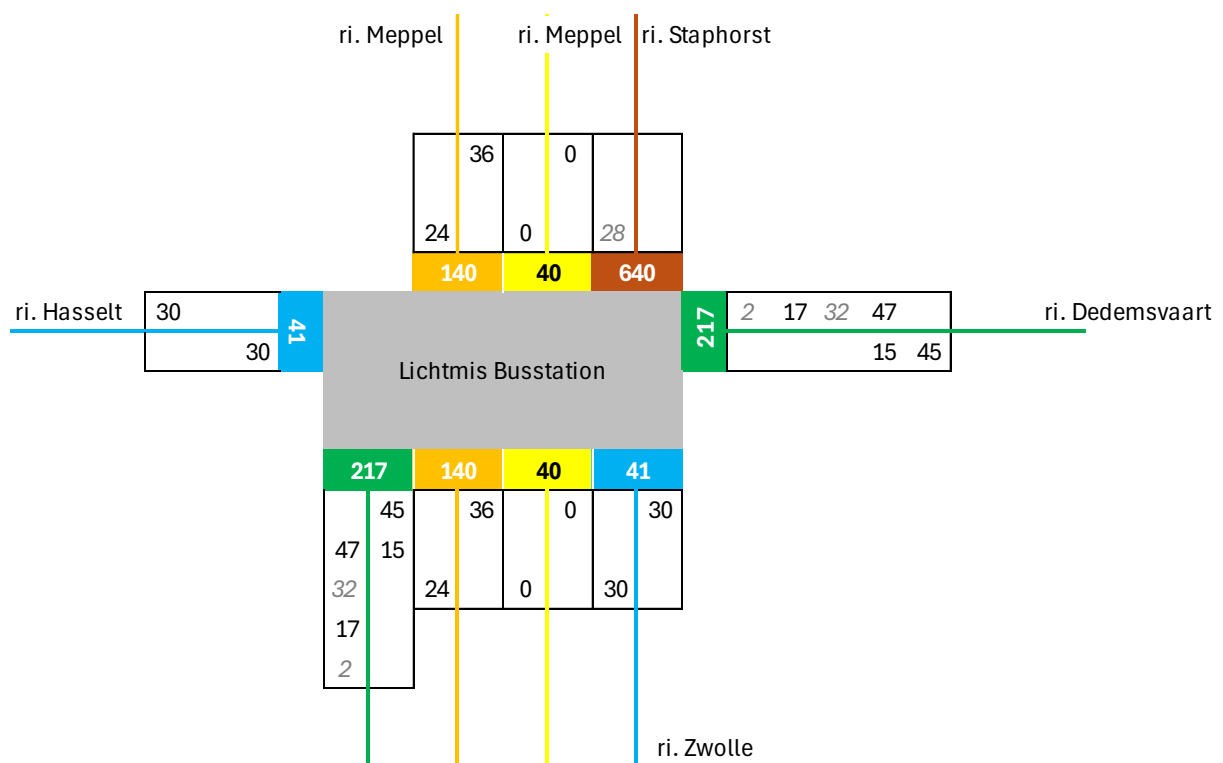 ri. Meppel ri. Meppel ri. Staphorst
36 0
24 0 28
140 40 640
ri. Hasselt 30 41 217 2 17 32 47 ri. Dedemsvaart
30 15 45
Lichtmis Busstation
217 140 40 41
45 36 0 30
47 15
32 24 0 30
17
2
ri. Zwolle